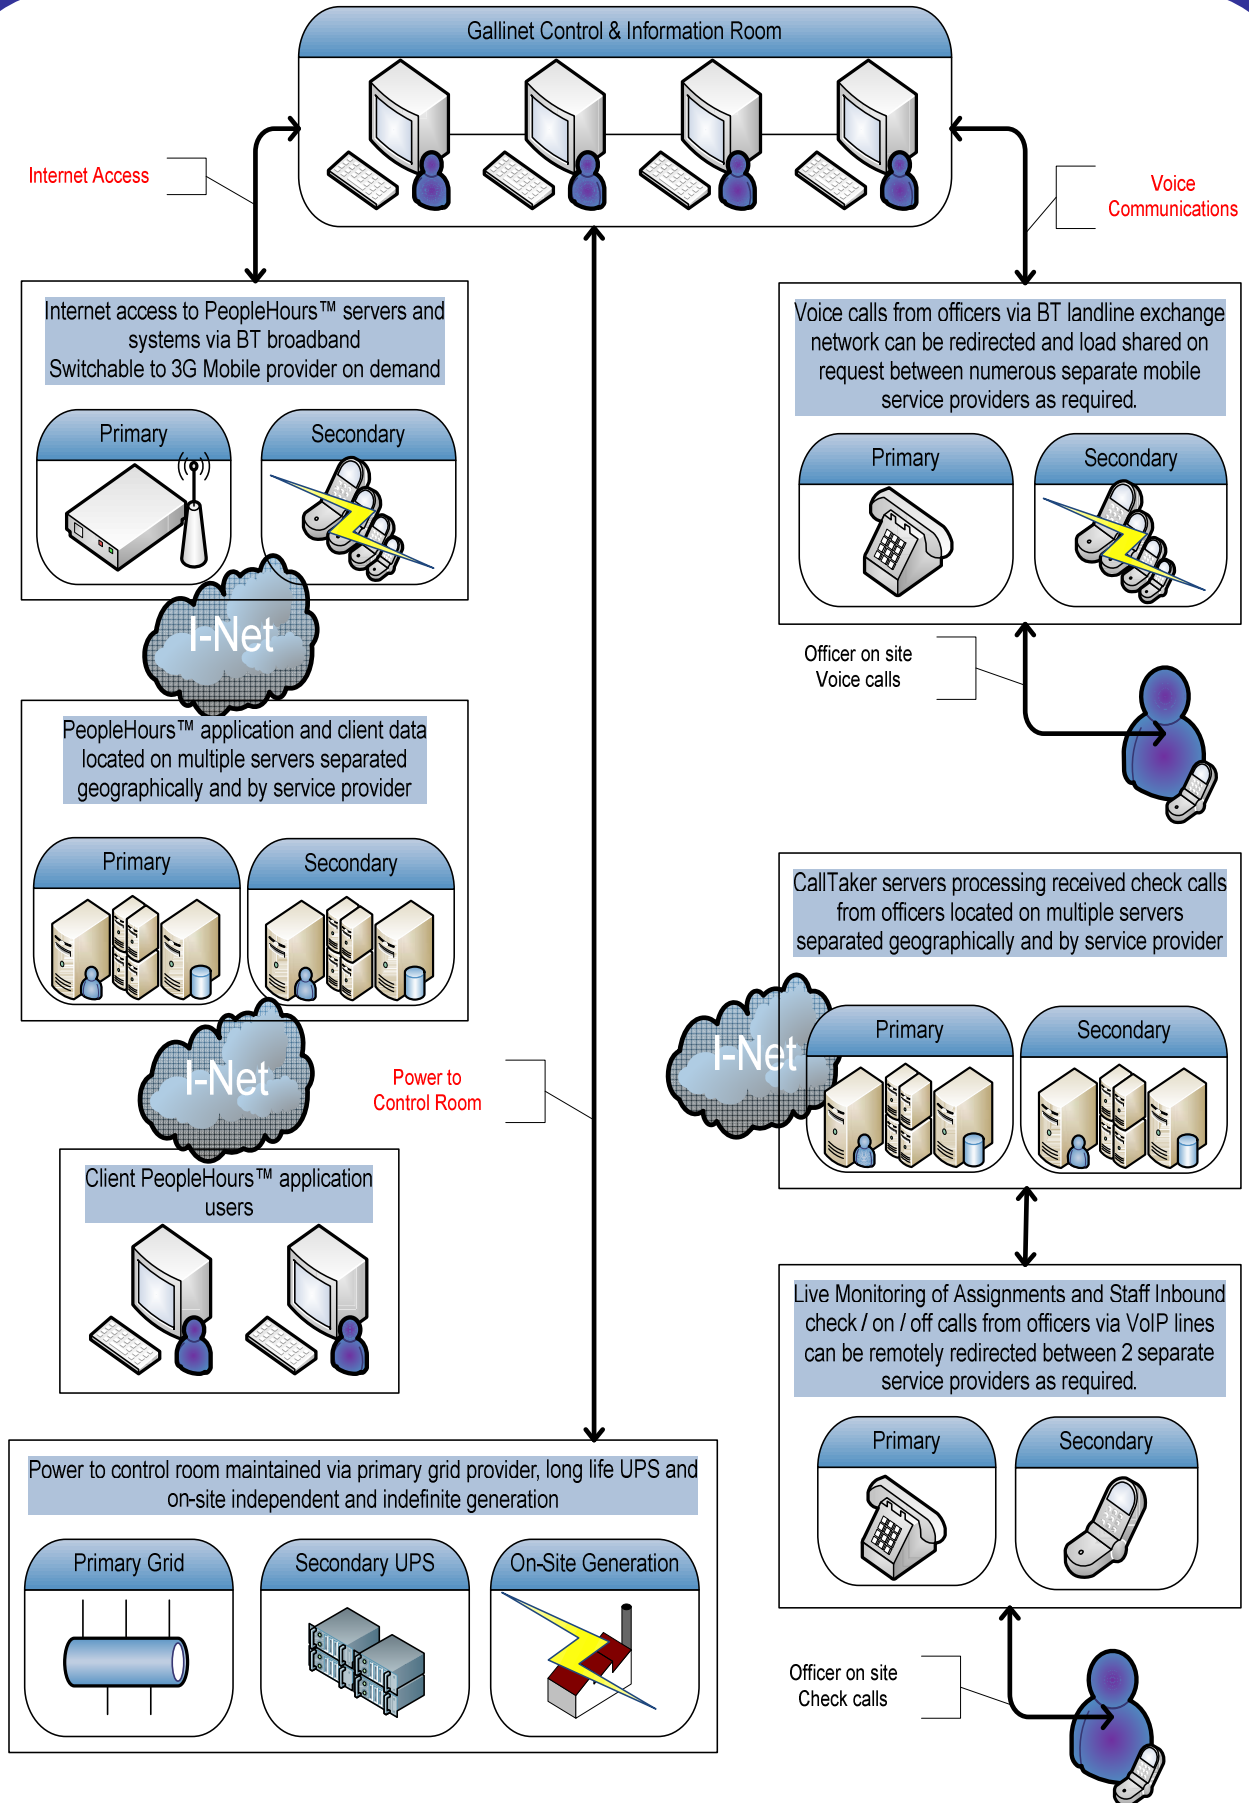 Gallinet Control & Information Room
Internet Access
Voice
Communications
Internet access to PeopleHours™ servers and
systems via BT broadband
Switchable to 3G Mobile provider on demand
Primary
Secondary
Voice calls from officers via BT landline exchange
network can be redirected and load shared on
request between numerous separate mobile
service providers as required.
Primary
Secondary
I-Net
Officer on site
Voice calls
PeopleHours™ application and client data
located on multiple servers separated
geographically and by service provider
Primary
Secondary
I-Net
CallTaker servers processing received check calls
from officers located on multiple servers
separated geographically and by service provider
I-Net
Primary
Secondary
Power to
Control Room
Client PeopleHours™ application
users
Live Monitoring of Assignments and Staff Inbound
check / on / off calls from officers via VoIP lines
can be remotely redirected between 2 separate
service providers as required.
Primary
Secondary
Power to control room maintained via primary grid provider, long life UPS and
on-site independent and indefinite generation
Primary Grid
Secondary UPS
On-Site Generation
Officer on site
Check calls